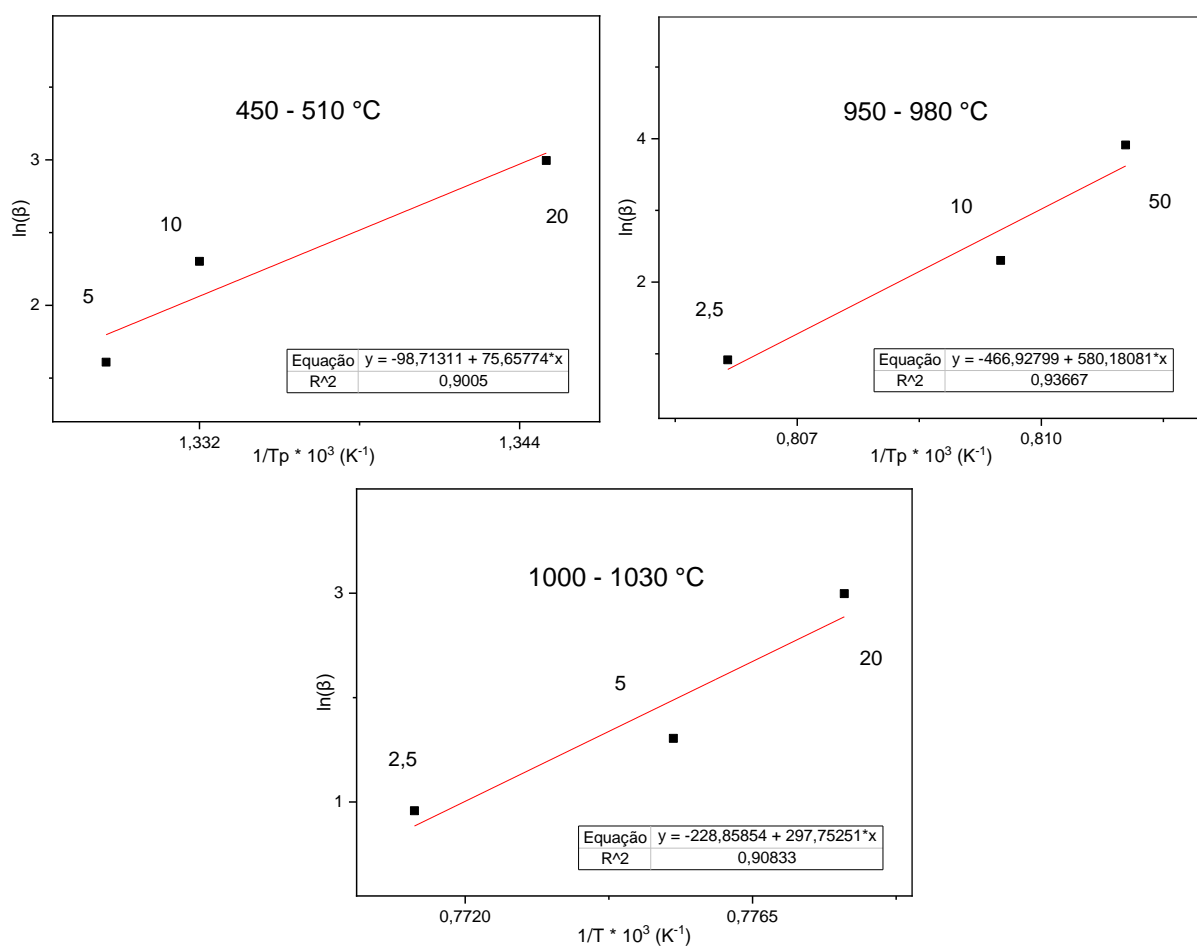 450 - 510 °C
3
ln(β)
10
20
5
2
Equação y = -98,71311 + 75,65774*x
R^2 0,9005
1,332 1,344
1/Tp * 10³ (K⁻¹)
950 - 980 °C
4
ln(β)
10
50
2
2,5
Equação y = -466,92799 + 580,18081*x
R^2 0,93667
0,807 0,810
1/Tp * 10³ (K⁻¹)
1000 - 1030 °C
3
20
5
ln(β)
2,5
1
Equação y = -228,85854 + 297,75251*x
R^2 0,90833
0,7720 0,7765
1/T * 10³ (K⁻¹)